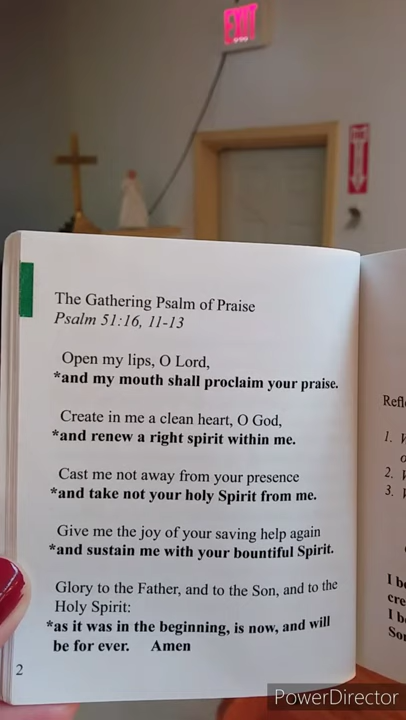 EXIT
The Gathering Psalm of Praise
Psalm 51:16, 11-13
Open my lips, O Lord,
*and my mouth shall proclaim your praise.
Create in me a clean heart, O God,
*and renew a right spirit within me.
Cast me not away from your presence
*and take not your holy Spirit from me.
Give me the joy of your saving help again
*and sustain me with your bountiful Spirit.
Glory to the Father, and to the Son, and to the
Holy Spirit:
*as it was in the beginning, is now, and will
be for ever. Amen
2
1.
2.
3.
I b
I b
PowerDirector